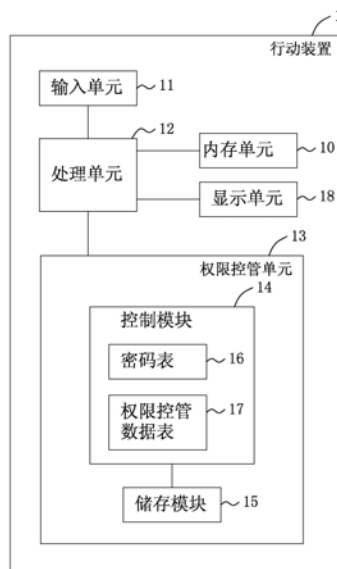 1
行动装置
输入单元
11
12
处理单元
内存单元
10
显示单元
18
13
权限控管单元
14
控制模块
密码表
16
权限控管
数据表
17
储存模块
15